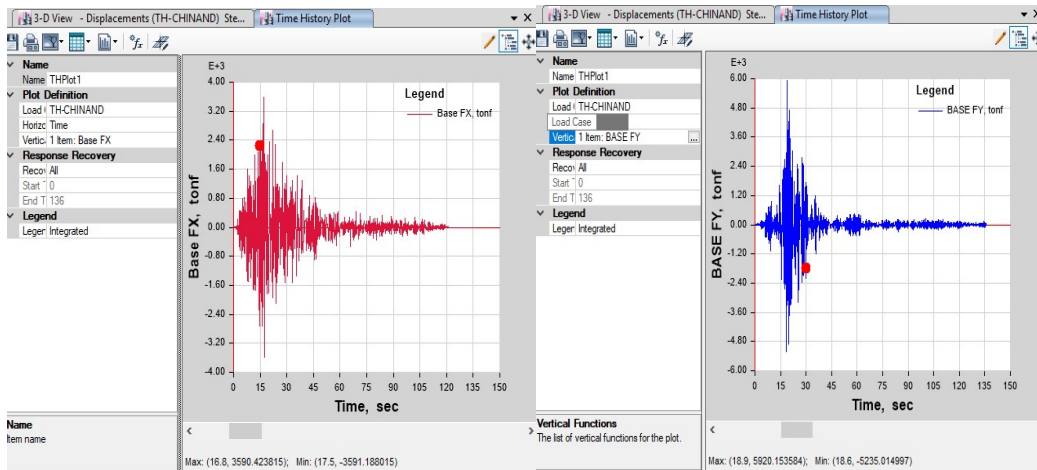 3-D View - Displacements (TH-CHINAND) Ste...
Time History Plot
Name
Name THPlot1
Plot Definition
Load TH-CHINAND
Horizo Time
Vertic 1 Item: Base FX
Response Recovery
Recov All
Start T 0
End T 136
Legend
Legen Integrated
Name
Item name
E+3
4.00
3.20
2.40
1.60
0.80
0.00
-0.80
-1.60
-2.40
-3.20
-4.00
Base FX, tonf
Legend
Base FX, tonf
0 15 30 45 60 75 90 105 120 135 150
Time, sec
Max: (16.8, 3590.423815); Min: (17.5, -3591.188015)
3-D View - Displacements (TH-CHINAND) Ste...
Time History Plot
Name
Name THPlot1
Plot Definition
Load TH-CHINAND
Load Case
Vertic 1 Item: BASE FY ...
Response Recovery
Recov All
Start T 0
End T 136
Legend
Legen Integrated
Vertical Functions
The list of vertical functions for the plot.
E+3
6.00
4.80
3.60
2.40
1.20
0.00
-1.20
-2.40
-3.60
-4.80
-6.00
BASE FY, tonf
Legend
BASE FY, tonf
0 15 30 45 60 75 90 105 120 135 150
Time, sec
Max: (18.9, 5920.153584); Min: (18.6, -5235.014997)